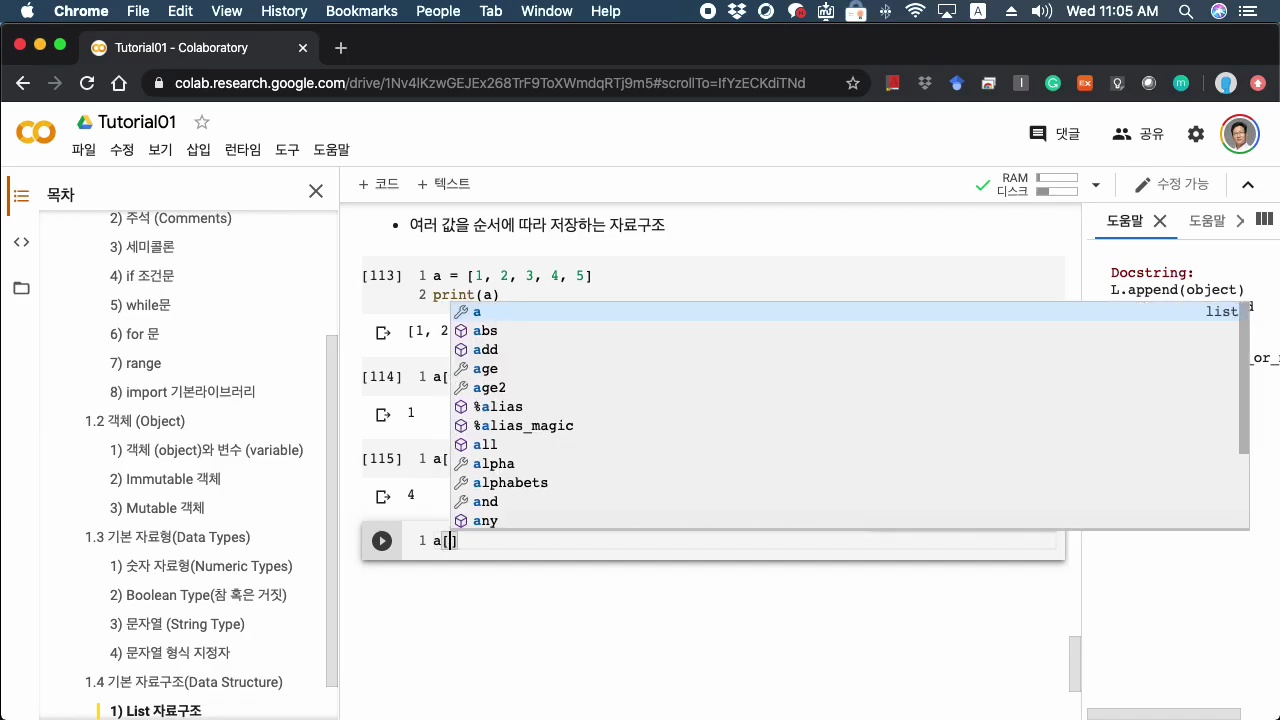 Chrome File Edit View History Bookmarks People Tab Window Help
A Wed 11:05 AM
Tutorial01 - Colaboratory
colab.research.google.com/drive/1Nv4IKzwGEJEx268TrF9ToXWmdqRTj9m5#scrollTo=IfYzECKdiTNd
Tutorial01
댓글 공유
파일 수정 보기 삽입 런타임 도구 도움말
목차
+ 코드 + 텍스트
RAM
디스크
수정 가능
2) 주석 (Comments)
3) 세미콜론
4) if 조건문
5) while문
6) for 문
7) range
8) import 기본라이브러리
1.2 객체 (Object)
1) 객체 (object)와 변수 (variable)
2) Immutable 객체
3) Mutable 객체
1.3 기본 자료형(Data Types)
1) 숫자 자료형(Numeric Types)
2) Boolean Type(참 혹은 거짓)
3) 문자열 (String Type)
4) 문자열 형식 지정자
1.4 기본 자료구조(Data Structure)
1) List 자료구조
• 여러 값을 순서에 따라 저장하는 자료구조
[113] 1 a = [1, 2, 3, 4, 5]
2 print(a)
[1, 2
[114] 1 a[
1
[115] 1 a[
4
1 a[]
a list
abs
add
age
age2
%alias
%alias_magic
all
alpha
alphabets
and
any
도움말 도움말
Docstring:
L.append(object)